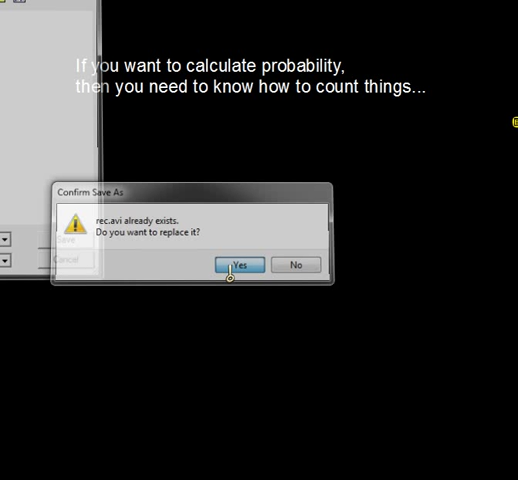 If you want to calculate probability,
then you need to know how to count things...
Confirm Save As
rec.avi already exists.
Do you want to replace it?
Save
Cancel
Yes
No